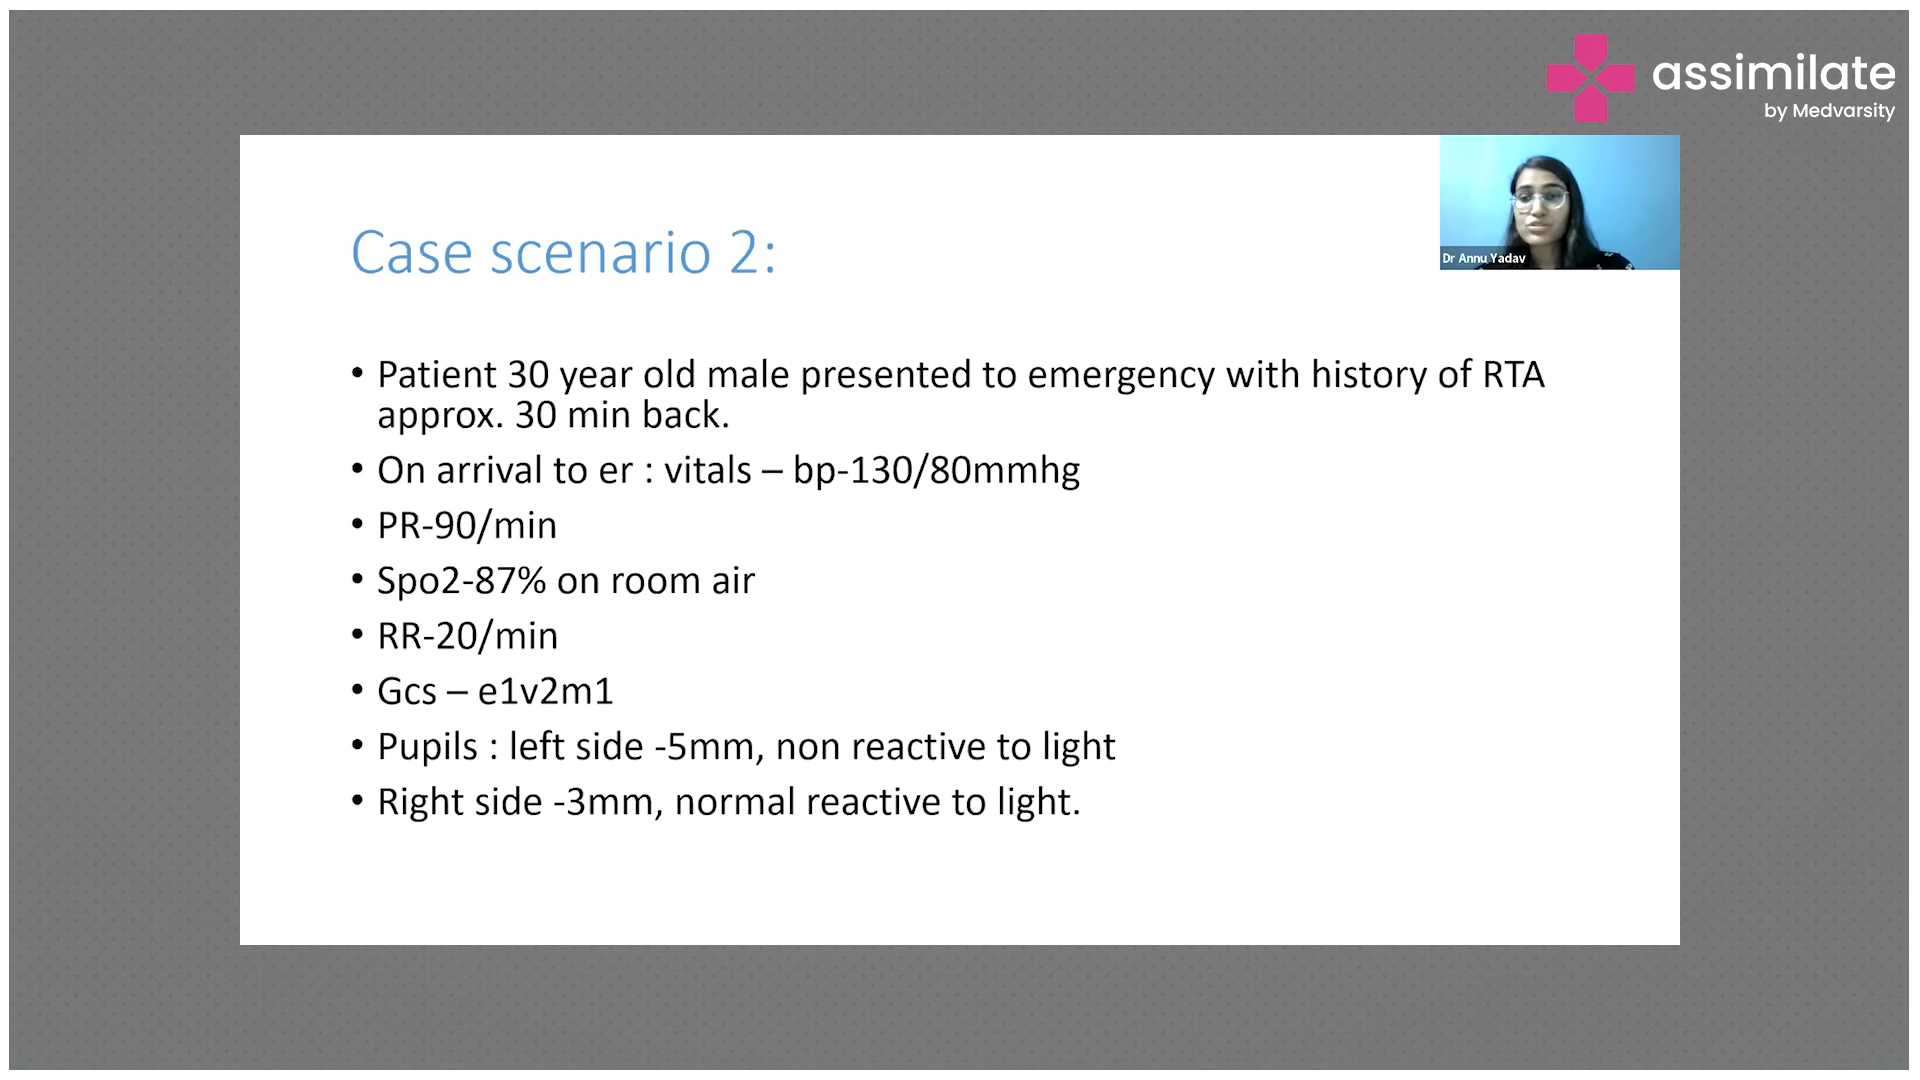 assimilate
by Medvarsity
Dr Annu Yadav
Case scenario 2:
• Patient 30 year old male presented to emergency with history of RTA
approx. 30 min back.
• On arrival to er : vitals – bp-130/80mmhg
• PR-90/min
• Spo2-87% on room air
• RR-20/min
• Gcs – e1v2m1
• Pupils : left side -5mm, non reactive to light
• Right side -3mm, normal reactive to light.